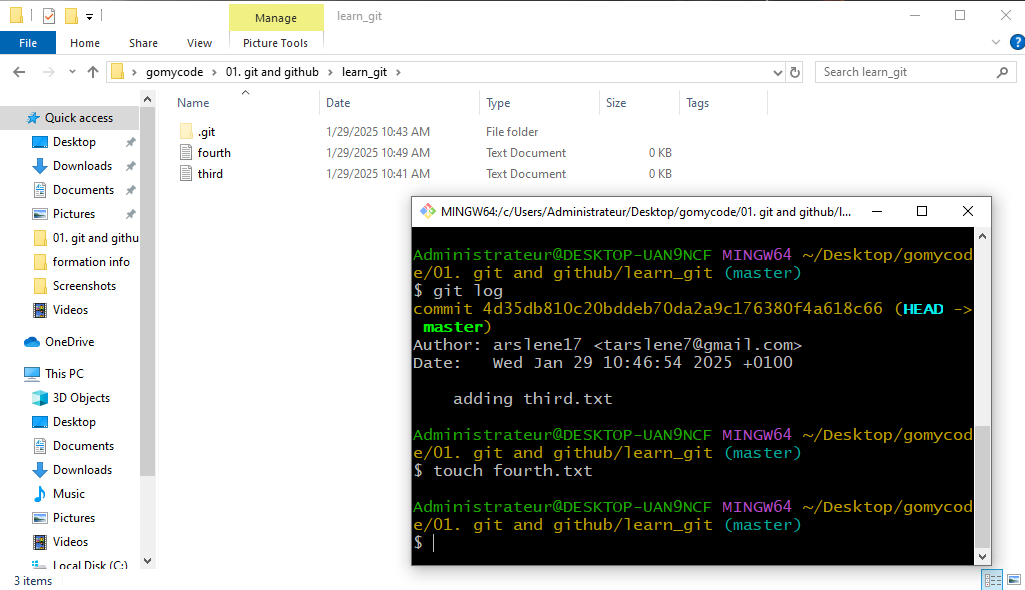 Manage
learn_git
File
Home
Share
View
Picture Tools
?
gomycode
01. git and github
learn_git
Search learn_git
Name
Date
Type
Size
Tags
.git
1/29/2025 10:43 AM
File folder
fourth
1/29/2025 10:49 AM
Text Document
0 KB
third
1/29/2025 10:41 AM
Text Document
0 KB
Quick access
Desktop
Downloads
Documents
Pictures
01. git and githu
formation info
Screenshots
Videos
OneDrive
This PC
3D Objects
Desktop
Documents
Downloads
Music
Pictures
Videos
Local Disk (C:)
3 items
MINGW64:/c/Users/Administrateur/Desktop/gomycode/01. git and github/l...
Administrateur@DESKTOP-UAN9NCF MINGW64 ~/Desktop/gomycod
e/01. git and github/learn_git (master)
$ git log
commit 4d35db810c20bddeb70da2a9c176380f4a618c66 (HEAD ->
master)
Author: arslene17 <tarslene7@gmail.com>
Date:   Wed Jan 29 10:46:54 2025 +0100
adding third.txt
Administrateur@DESKTOP-UAN9NCF MINGW64 ~/Desktop/gomycod
e/01. git and github/learn_git (master)
$ touch fourth.txt
Administrateur@DESKTOP-UAN9NCF MINGW64 ~/Desktop/gomycod
e/01. git and github/learn_git (master)
$